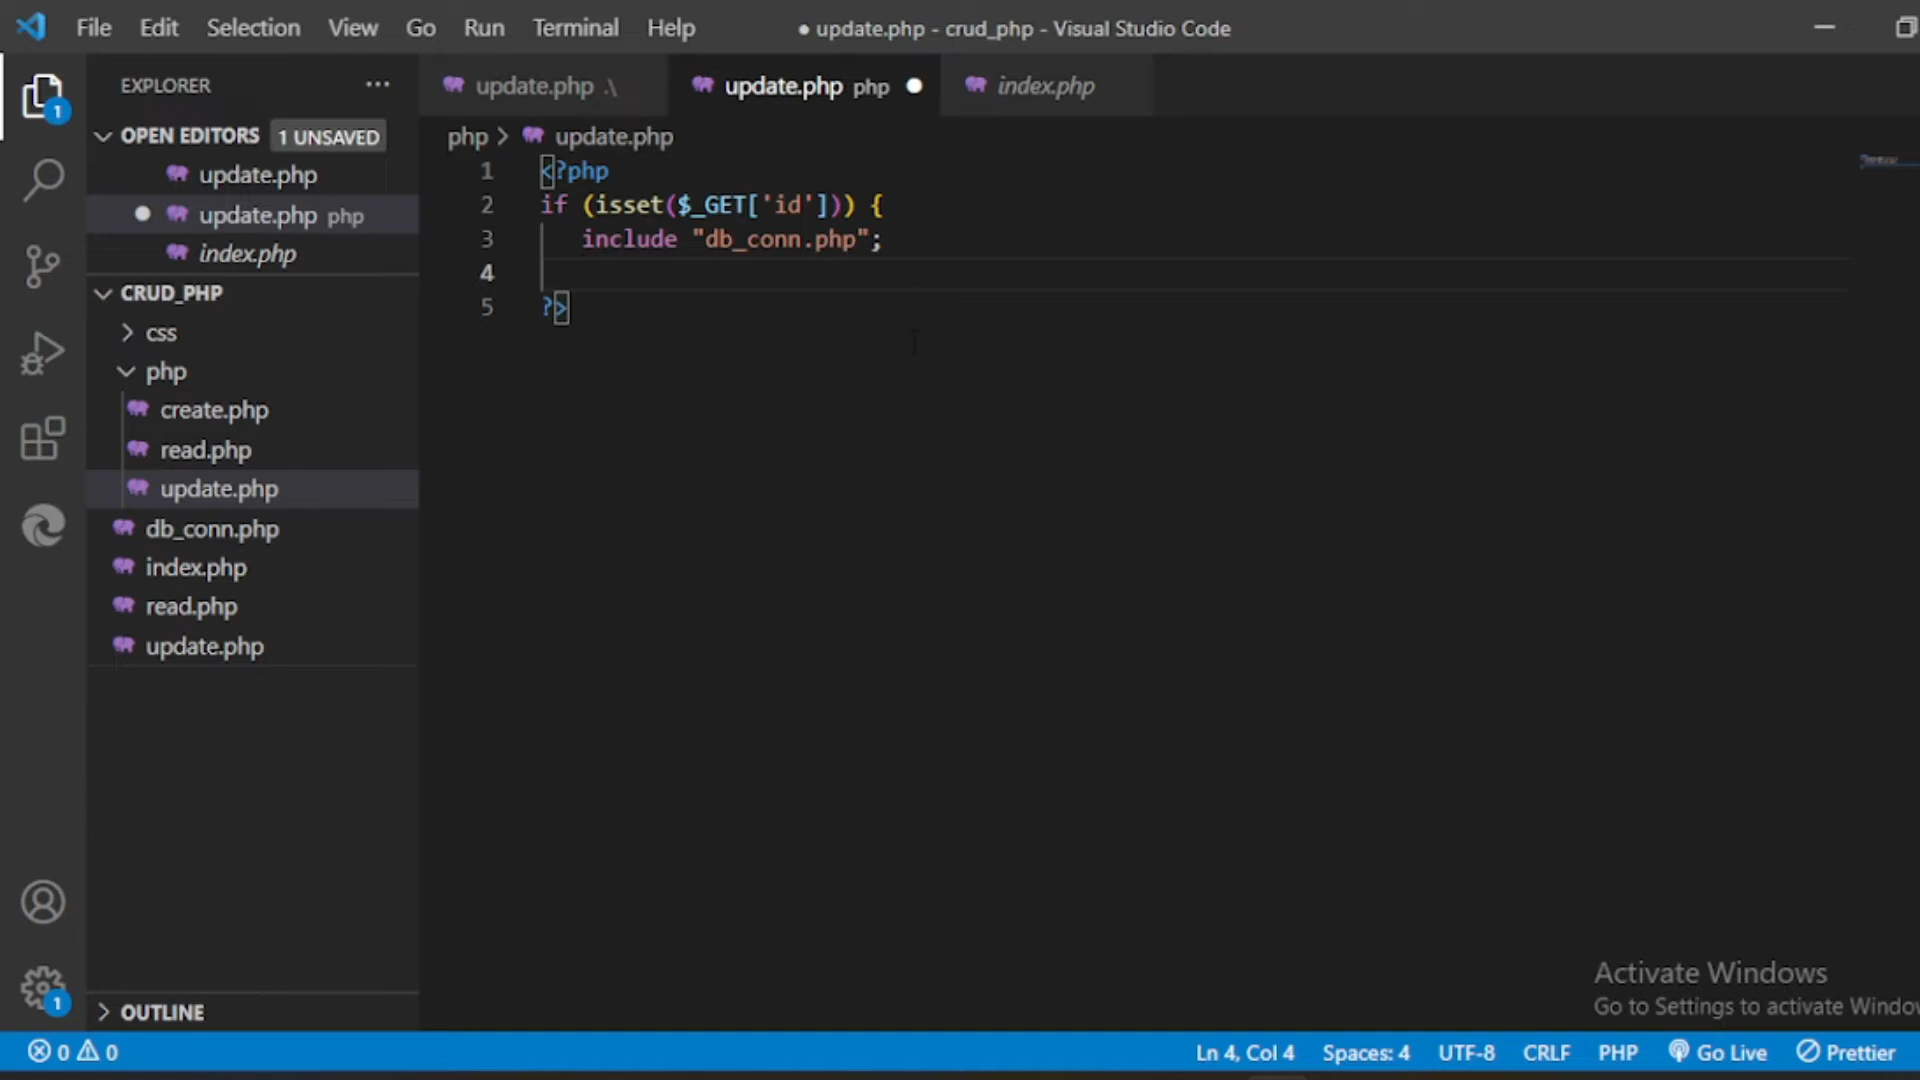 File Edit Selection View Go Run Terminal Help ● update.php - crud_php - Visual Studio Code
EXPLORER ···
OPEN EDITORS 1 UNSAVED
update.php
● update.php php
index.php
CRUD_PHP
css
php
create.php
read.php
update.php
db_conn.php
index.php
read.php
update.php
OUTLINE
1
1
update.php .\ update.php php ● index.php
php > update.php
1 <?php
2 if (isset($_GET['id'])) {
3 include "db_conn.php";
4
5 ?>
Activate Windows
Go to Settings to activate
0 0 Ln 4, Col 4 Spaces: 4 UTF-8 CRLF PHP Go Live Prettier